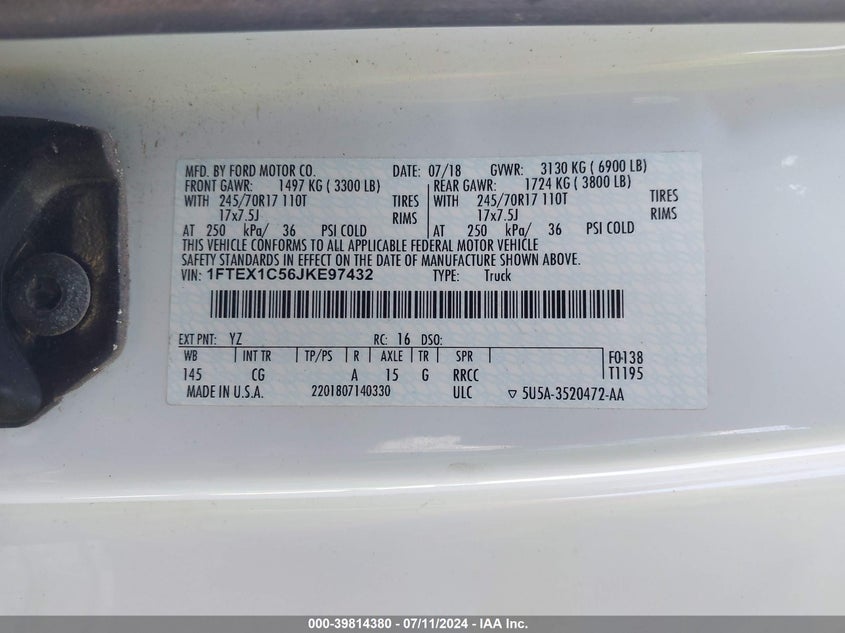 MFD. BY FORD MOTOR CO. DATE: 07/18 GVWR: 3130 KG ( 6900 LB)
FRONT GAWR: 1497 KG ( 3300 LB) REAR GAWR: 1724 KG ( 3800 LB)
WITH 245/70R17 110T TIRES WITH 245/70R17 110T TIRES
17x7.5J RIMS 17x7.5J RIMS
AT 250 kPa/ 36 PSI COLD AT 250 kPa/ 36 PSI COLD
THIS VEHICLE CONFORMS TO ALL APPLICABLE FEDERAL MOTOR VEHICLE
SAFETY STANDARDS IN EFFECT ON THE DATE OF MANUFACTURE SHOWN ABOVE.
VIN: 1FTEX1C56JKE97432 TYPE: Truck
EXT PNT: YZ RC: 16 DSO:
WB INT TR TP/PS R AXLE TR SPR F0138
145 CG A 15 G RRCC T1195
MADE IN U.S.A. 2201807140330 ULC ▽ 5U5A-3520472-AA
000-39814380 - 07/11/2024 - IAA, Inc.